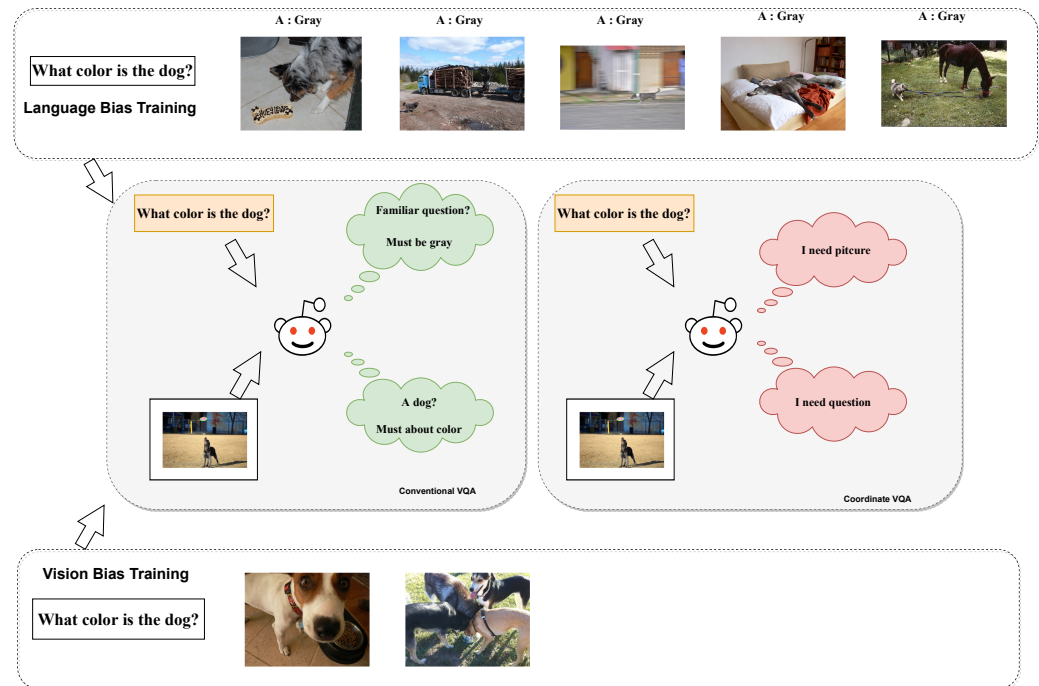 A : Gray
A : Gray
A : Gray
A : Gray
A : Gray
What color is the dog?
Language Bias Training
What color is the dog?
Familiar question?
Must be gray
A dog?
Must about color
Conventional VQA
What color is the dog?
I need pitcure
I need question
Coordinate VQA
Vision Bias Training
What color is the dog?